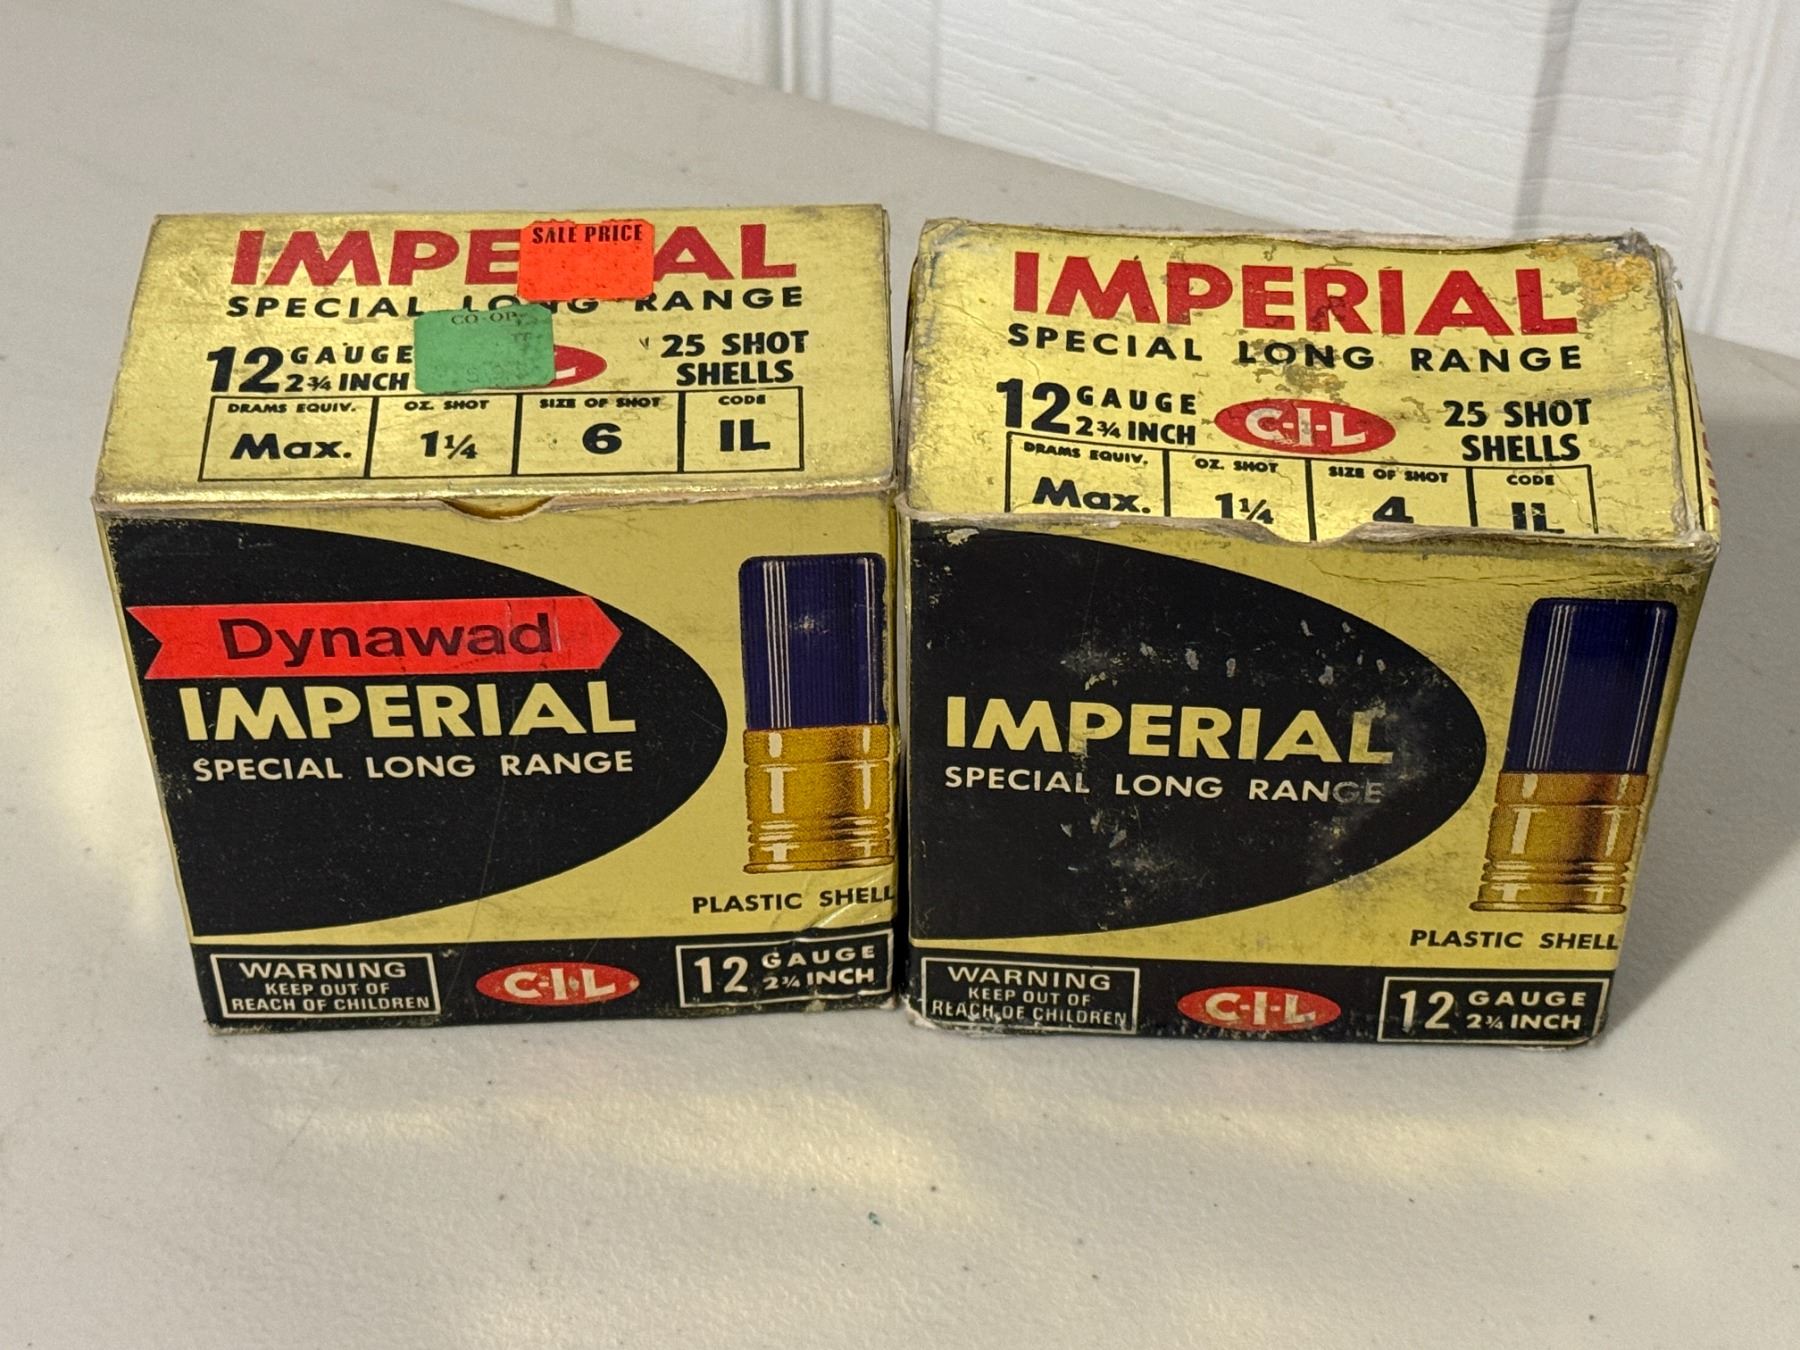 IMPERIAL
SALE PRICE
SPECIAL LONG RANGE
CO-OP
12 GAUGE
2¾ INCH
25 SHOT
SHELLS
DRAMS EQUIV. OZ. SHOT SIZE OF SHOT CODE
Max. 1¼ 6 IL
Dynawad
IMPERIAL
SPECIAL LONG RANGE
PLASTIC SHELL
WARNING
KEEP OUT OF
REACH OF CHILDREN
C-I-L
12 GAUGE
2¾ INCH
IMPERIAL
SPECIAL LONG RANGE
12 GAUGE
2¾ INCH
C-I-L
25 SHOT
SHELLS
DRAMS EQUIV. OZ. SHOT SIZE OF SHOT CODE
Max. 1¼ 4 IL
IMPERIAL
SPECIAL LONG RANGE
PLASTIC SHELL
WARNING
KEEP OUT OF
REACH OF CHILDREN
C-I-L
12 GAUGE
2¾ INCH